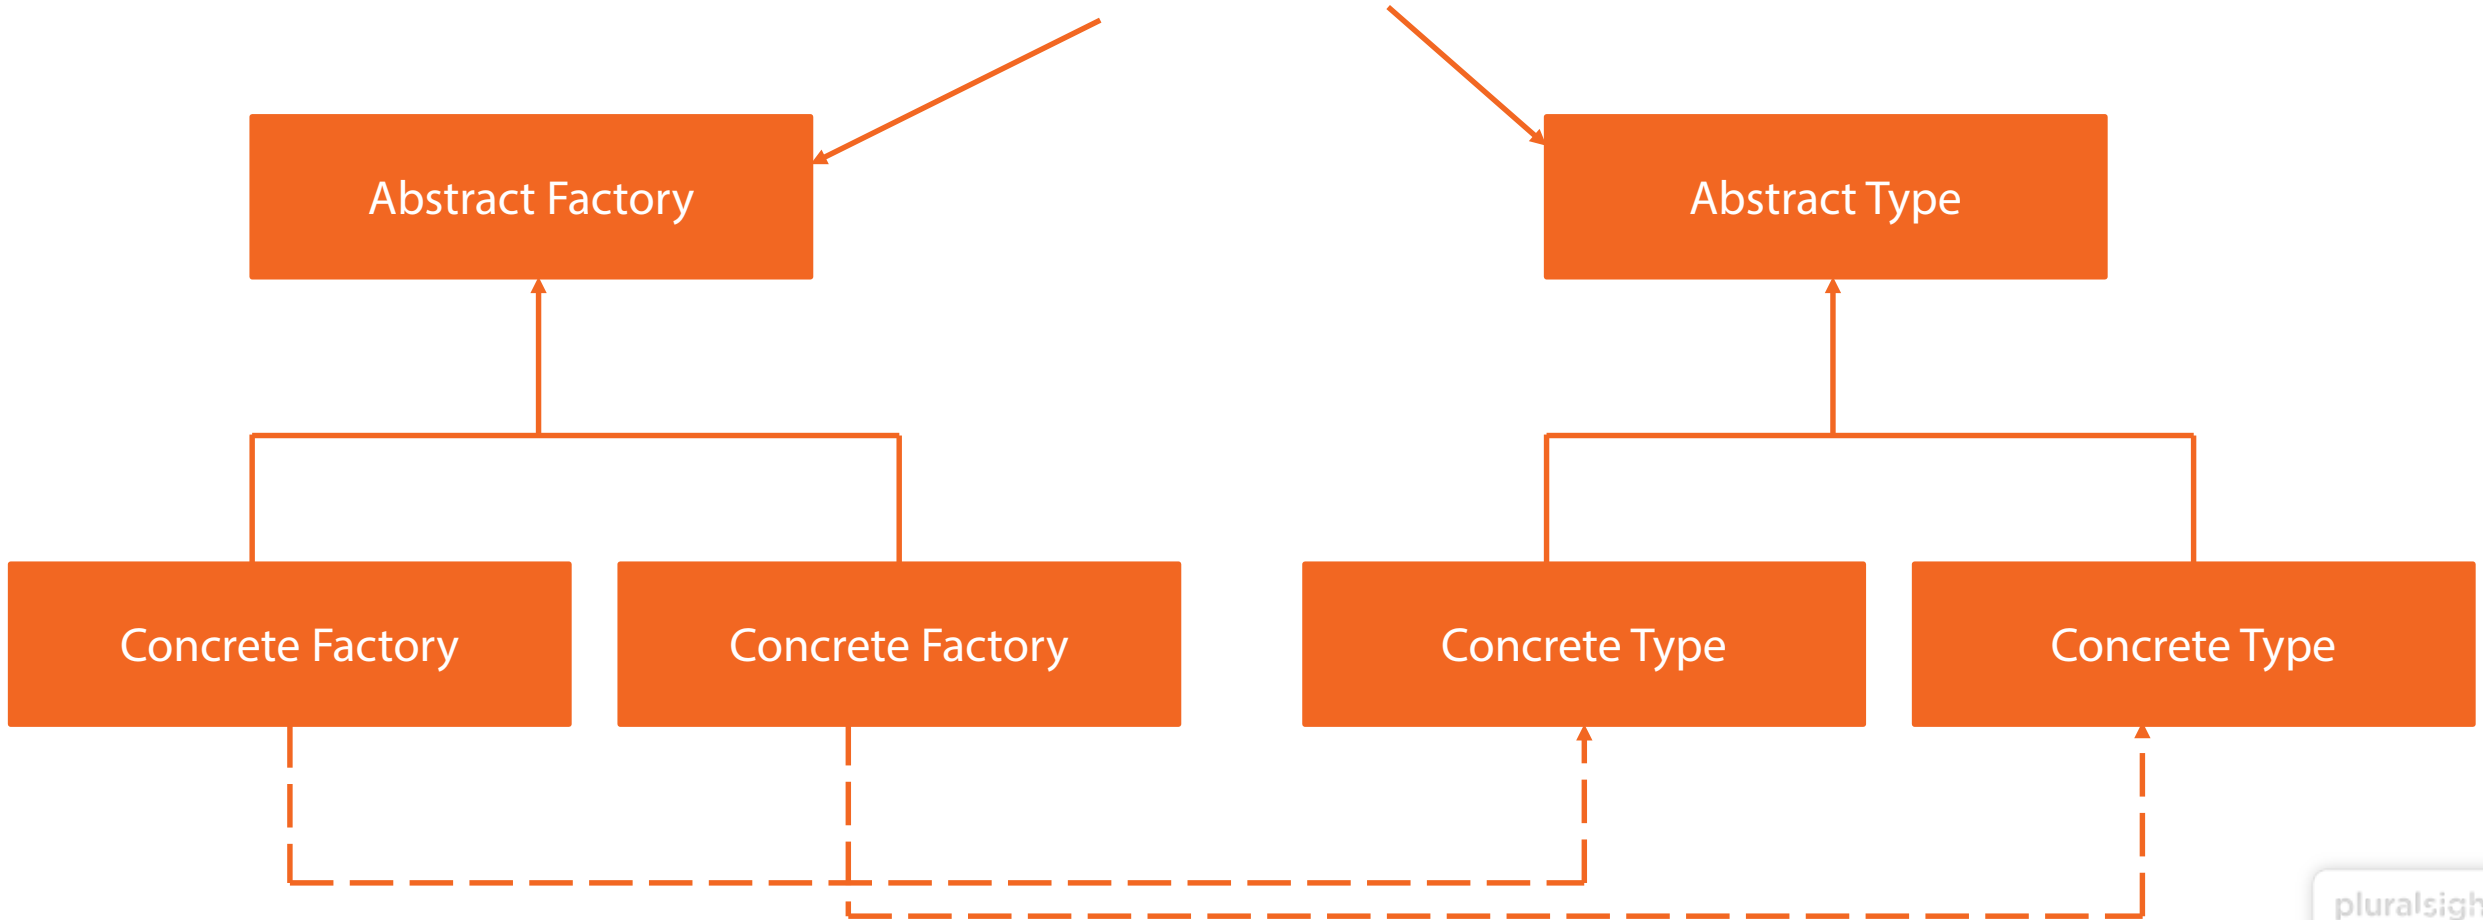 Abstract Factory
Abstract Type
Concrete Factory
Concrete Factory
Concrete Type
Concrete Type